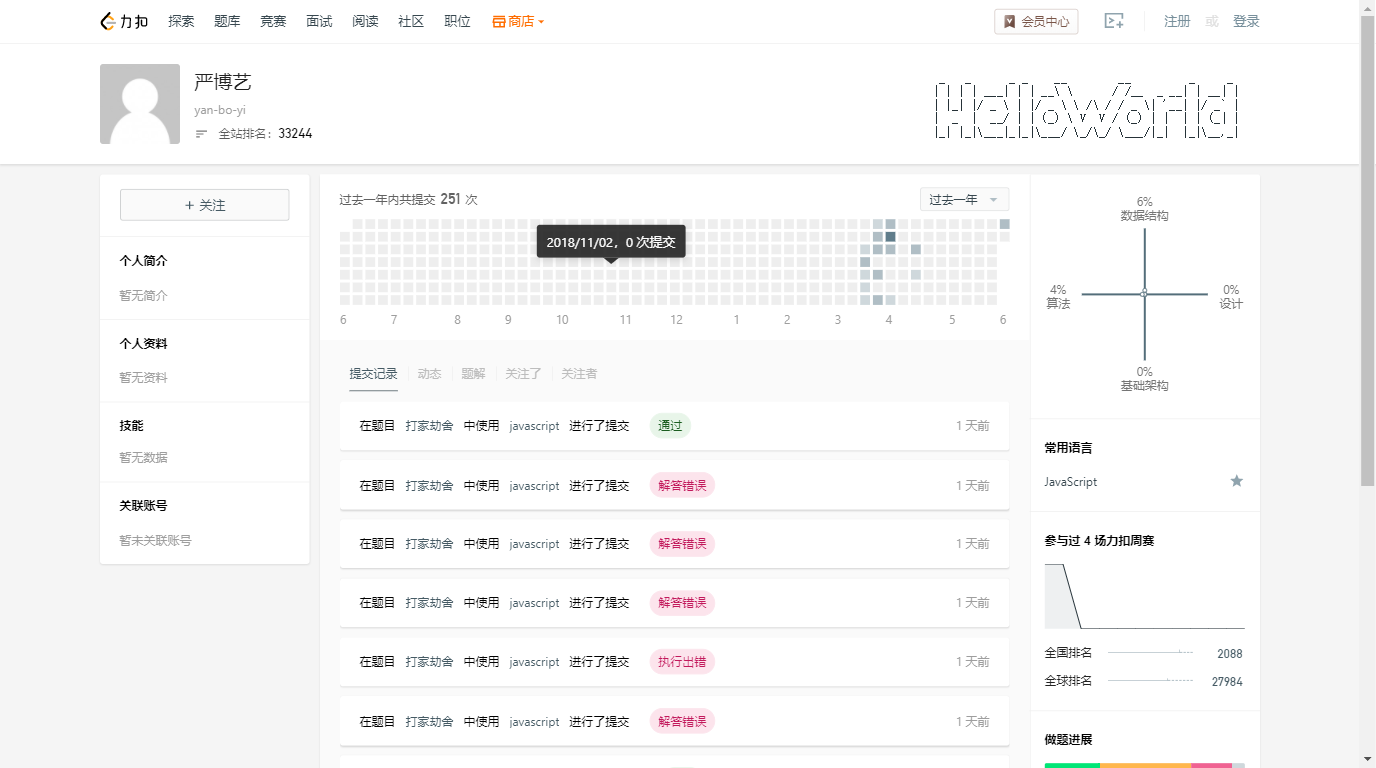 力扣 探索 题库 竞赛 面试 阅读 社区 职位 商店 会员中心 注册 或 登录
严博艺
yan-bo-yi
全站排名：33244
HelloWorld
+ 关注
个人简介
暂无简介
个人资料
暂无资料
技能
暂无数据
关联账号
暂未关联账号
过去一年内共提交 251 次 过去一年
2018/11/02，0 次提交
6 7 8 9 10 11 12 1 2 3 4 5 6
提交记录 动态 题解 关注了 关注者
在题目 打家劫舍 中使用 javascript 进行了提交 通过 1 天前
在题目 打家劫舍 中使用 javascript 进行了提交 解答错误 1 天前
在题目 打家劫舍 中使用 javascript 进行了提交 解答错误 1 天前
在题目 打家劫舍 中使用 javascript 进行了提交 解答错误 1 天前
在题目 打家劫舍 中使用 javascript 进行了提交 执行出错 1 天前
在题目 打家劫舍 中使用 javascript 进行了提交 解答错误 1 天前
6%
数据结构
4%
算法
0%
设计
0%
基础架构
常用语言
JavaScript
参与过 4 场力扣周赛
全国排名 2088
全球排名 27984
做题进展